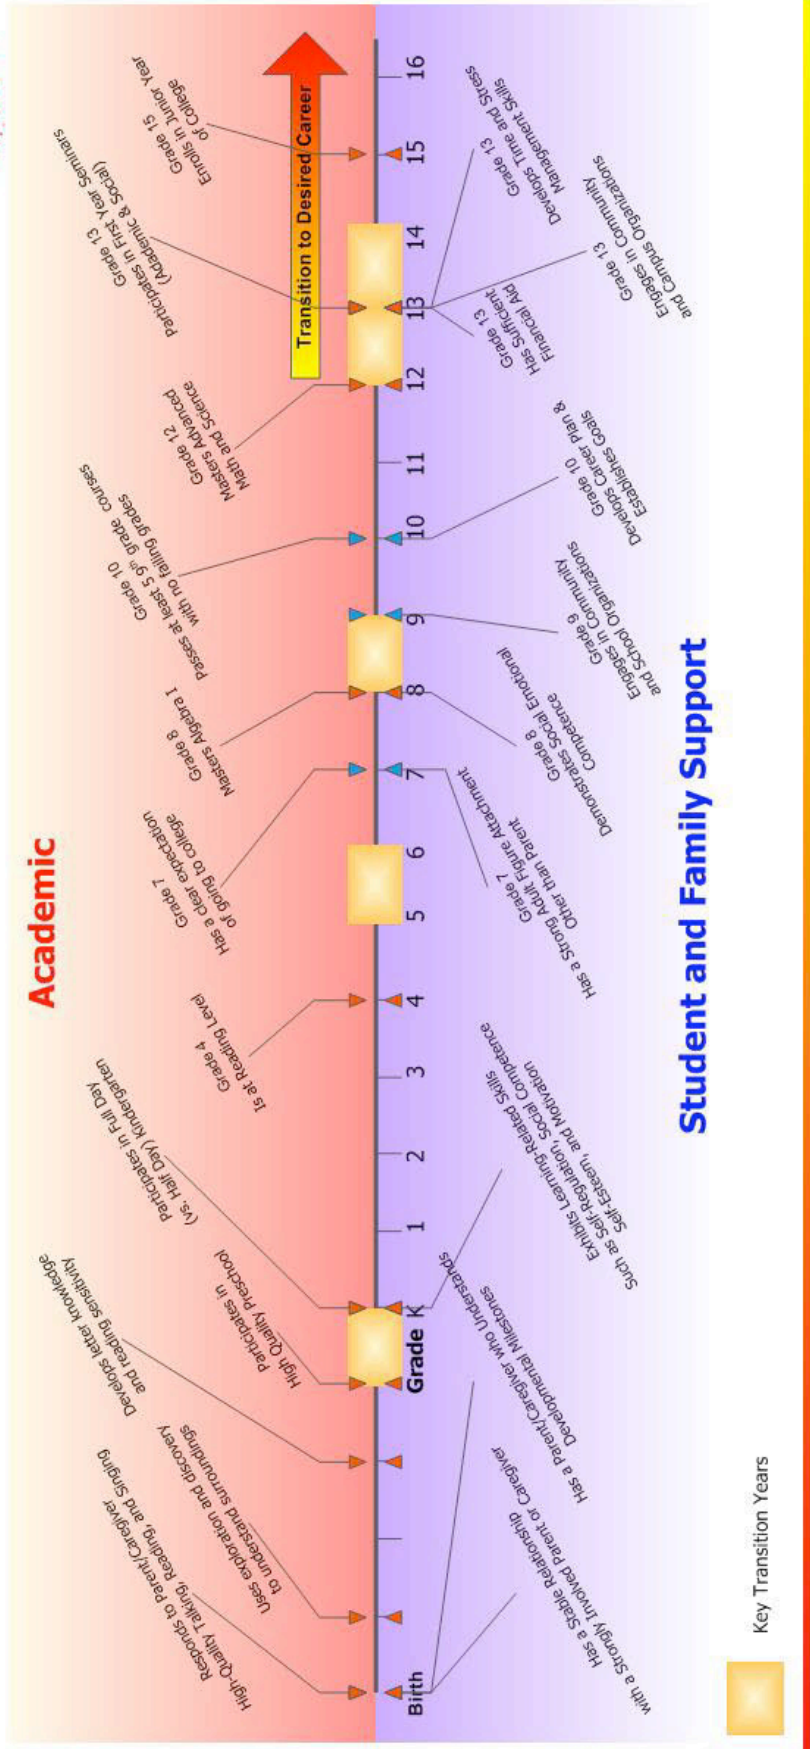 Academic
Responds to Parent/Caregiver
High-Quality Talking, Reading, and Singing
Uses exploration and discovery
to understand surroundings
Develops letter knowledge
and reading sensitivity
Participates in
High Quality Preschool
Participates in Full Day
(vs. Half Day) Kindergarten
Grade 4
Is at Reading Level
Grade 7
Has a clear expectation
of going to college
Grade 8
Masters Algebra I
Grade 10
Passes at least 5 9th grade courses
with no failing grades
Grade 12
Masters Advanced
Math and Science
Grade 13
Participates in First Year Seminars
(Adademic & Social)
Grade 15
Enrolls in Junior Year
of College
Transition to Desired Career
Birth
Grade
K
1
2
3
4
5
6
7
8
9
10
11
12
13
14
15
16
Has a Stable Relationship
with a Strongly Involved Parent or Caregiver
Has a Parent/Caregiver who Understands
Developmental Milestones
Exhibits Learning-Related Skills
Such as Self-Regulation, Social Competence
Self-Esteem, and Motivation
Grade 7
Has a Strong Adult Figure Attachment
Other than Parent
Grade 8
Demonstrates Social Emotional
Competence
Grade 9
Engages in Community
and School Organizations
Grade 10
Develops Career Plan &
Establishes Goals
Grade 13
Has Sufficient
Financial Aid
Grade 13
Engages in Community
and Campus Organizations
Grade 13
Develops Time and Stress
Management Skills
Student and Family Support
Key Transition Years